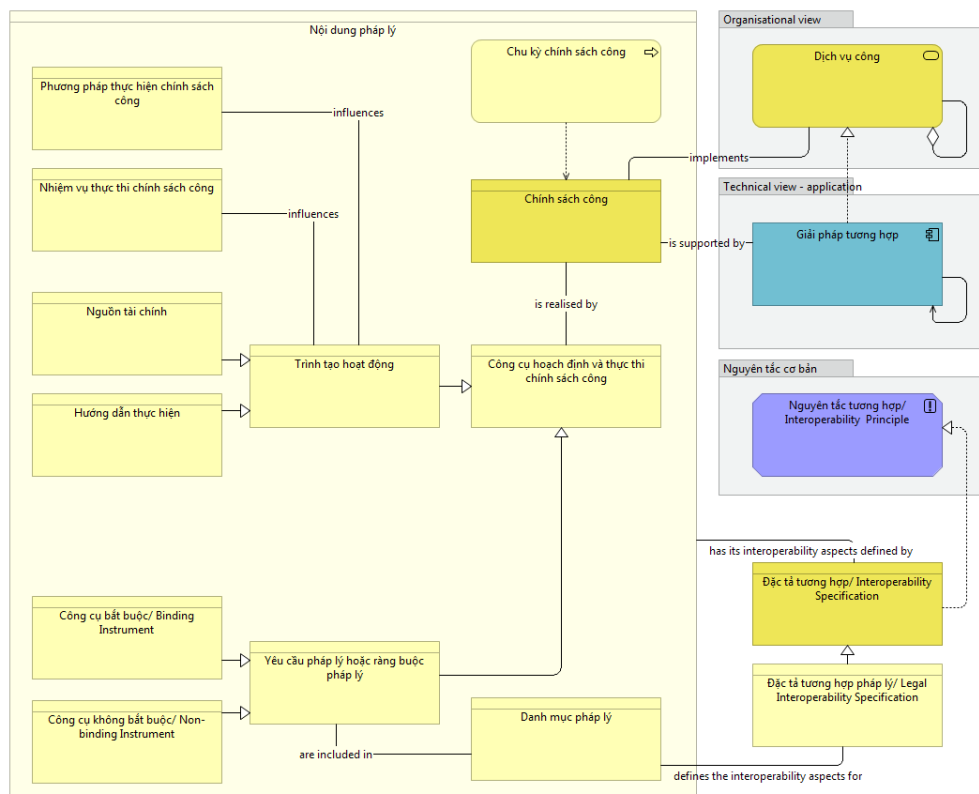 Nội dung pháp lý
Organisational view
Chu kỳ chính sách công
Dịch vụ công
Phương pháp thực hiện chính sách
công
influences
implements
Nhiệm vụ thực thi chính sách công
influences
Chính sách công
Technical view - application
is supported by
Giải pháp tương hợp
Nguồn tài chính
is realised by
Trình tạo hoạt động
Công cụ hoạch định và thực thi
chính sách công
Nguyên tắc cơ bản
Hướng dẫn thực hiện
Nguyên tắc tương hợp/
Interoperability Principle
has its interoperability aspects defined by
Đặc tả tương hợp/ Interoperability
Specification
Công cụ bắt buộc/ Binding
Instrument
Yêu cầu pháp lý hoặc ràng buộc
pháp lý
Đặc tả tương hợp pháp lý/ Legal
Interoperability Specification
Công cụ không bắt buộc/ Non-
binding Instrument
Danh mục pháp lý
are included in
defines the interoperability aspects for